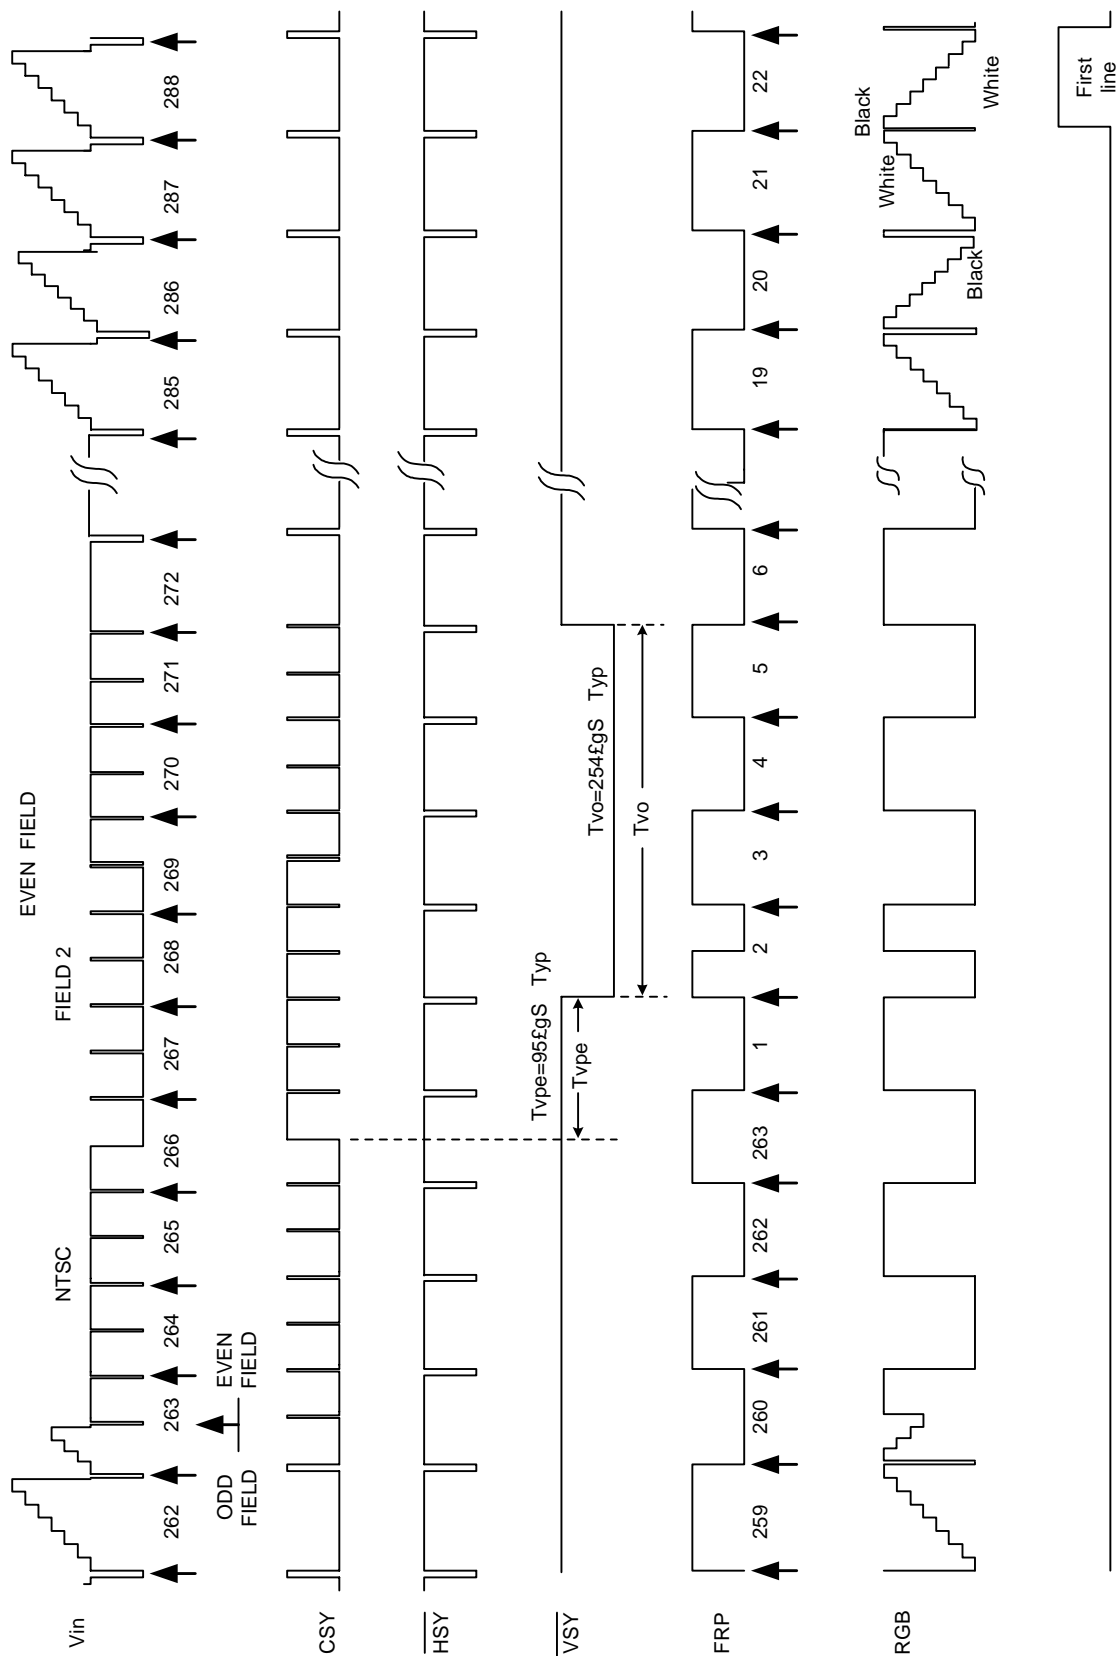 EVEN FIELD
FIELD 2
NTSC
Vin
262
263
264
265
266
267
268
269
270
271
272
285
286
287
288
ODD
FIELD
EVEN
FIELD
CSY
HSY
VSY
Tvpe=95£gS Typ
Tvpe
Tvo=254£gS Typ
Tvo
FRP
259
260
261
262
263
1
2
3
4
5
6
19
20
21
22
RGB
Black
White
White
Black
First
line